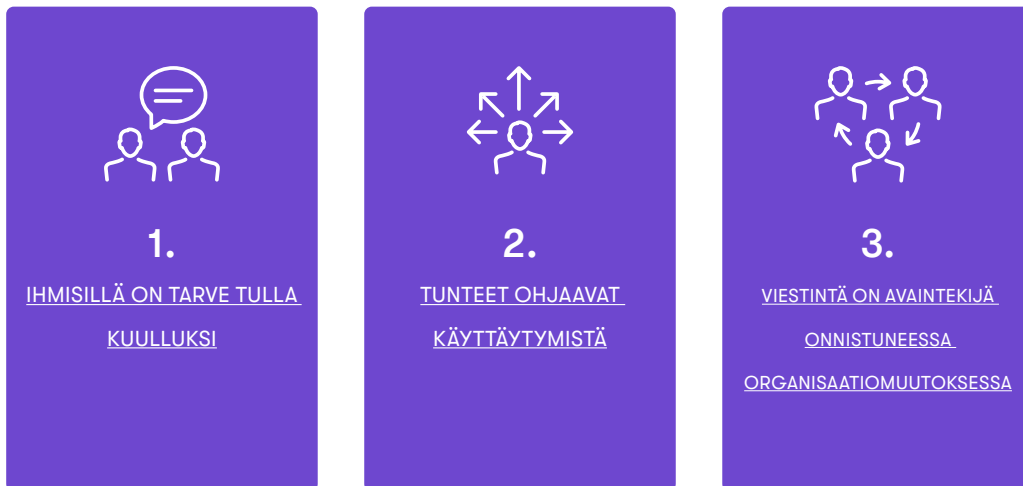 1.
IHMISILLÄ ON TARVE TULLA
KUULLUKSI
2.
TUNTEET OHJAAVAT
KÄYTTÄYTYMISTÄ
3.
VIESTINTÄ ON AVAINTEKIJÄ
ONNISTUNEESSA
ORGANISAATIOMUUTOKSESSA